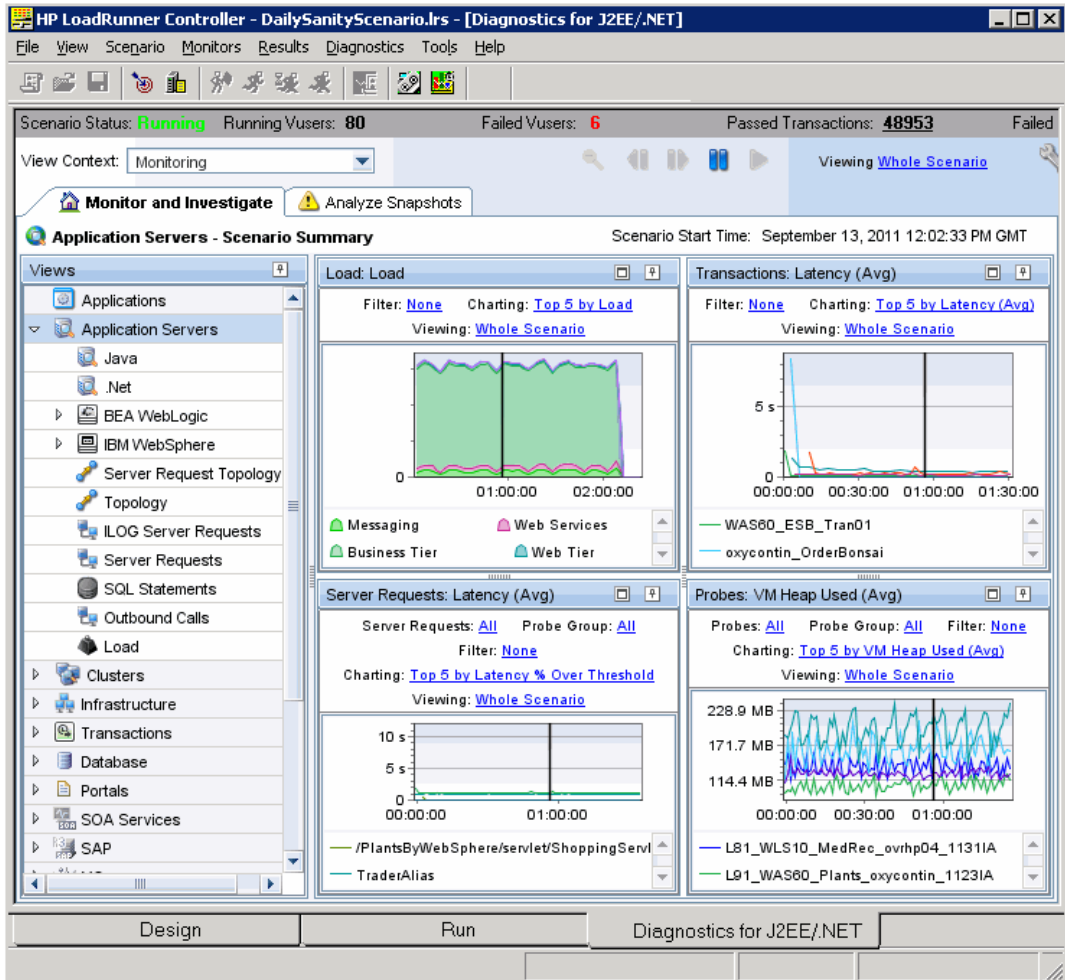 HP LoadRunner Controller - DailySanityScenario.lrs - [Diagnostics for J2EE/.NET]
File View Scenario Monitors Results Diagnostics Tools Help
Scenario Status: Running Running Vusers: 80 Failed Vusers: 6 Passed Transactions: 48953 Failed
View Context: Monitoring Viewing Whole Scenario
Monitor and Investigate Analyze Snapshots
Application Servers - Scenario Summary Scenario Start Time: September 13, 2011 12:02:33 PM GMT
Views
Applications
Application Servers
Java
.Net
BEA WebLogic
IBM WebSphere
Server Request Topology
Topology
ILOG Server Requests
Server Requests
SQL Statements
Outbound Calls
Load
Clusters
Infrastructure
Transactions
Database
Portals
SOA Services
SAP
Load: Load
Filter: None Charting: Top 5 by Load
Viewing: Whole Scenario
0
01:00:00 02:00:00
Messaging Web Services
Business Tier Web Tier
Transactions: Latency (Avg)
Filter: None Charting: Top 5 by Latency (Avg)
Viewing: Whole Scenario
5 s
0
00:00:00 00:30:00 01:00:00 01:30:00
WAS60_ESB_Tran01
oxycontin_OrderBonsai
Server Requests: Latency (Avg)
Server Requests: All Probe Group: All
Filter: None
Charting: Top 5 by Latency % Over Threshold
Viewing: Whole Scenario
10 s
5 s
0
00:00:00 01:00:00
/PlantsByWebSphere/servlet/ShoppingServl
TraderAlias
Probes: VM Heap Used (Avg)
Probes: All Probe Group: All Filter: None
Charting: Top 5 by VM Heap Used (Avg)
Viewing: Whole Scenario
228.9 MB
171.7 MB
114.4 MB
00:00:00 00:30:00 01:00:00
L81_WLS10_MedRec_ovrhp04_1131IA
L91_WAS60_Plants_oxycontin_1123IA
Design Run Diagnostics for J2EE/.NET